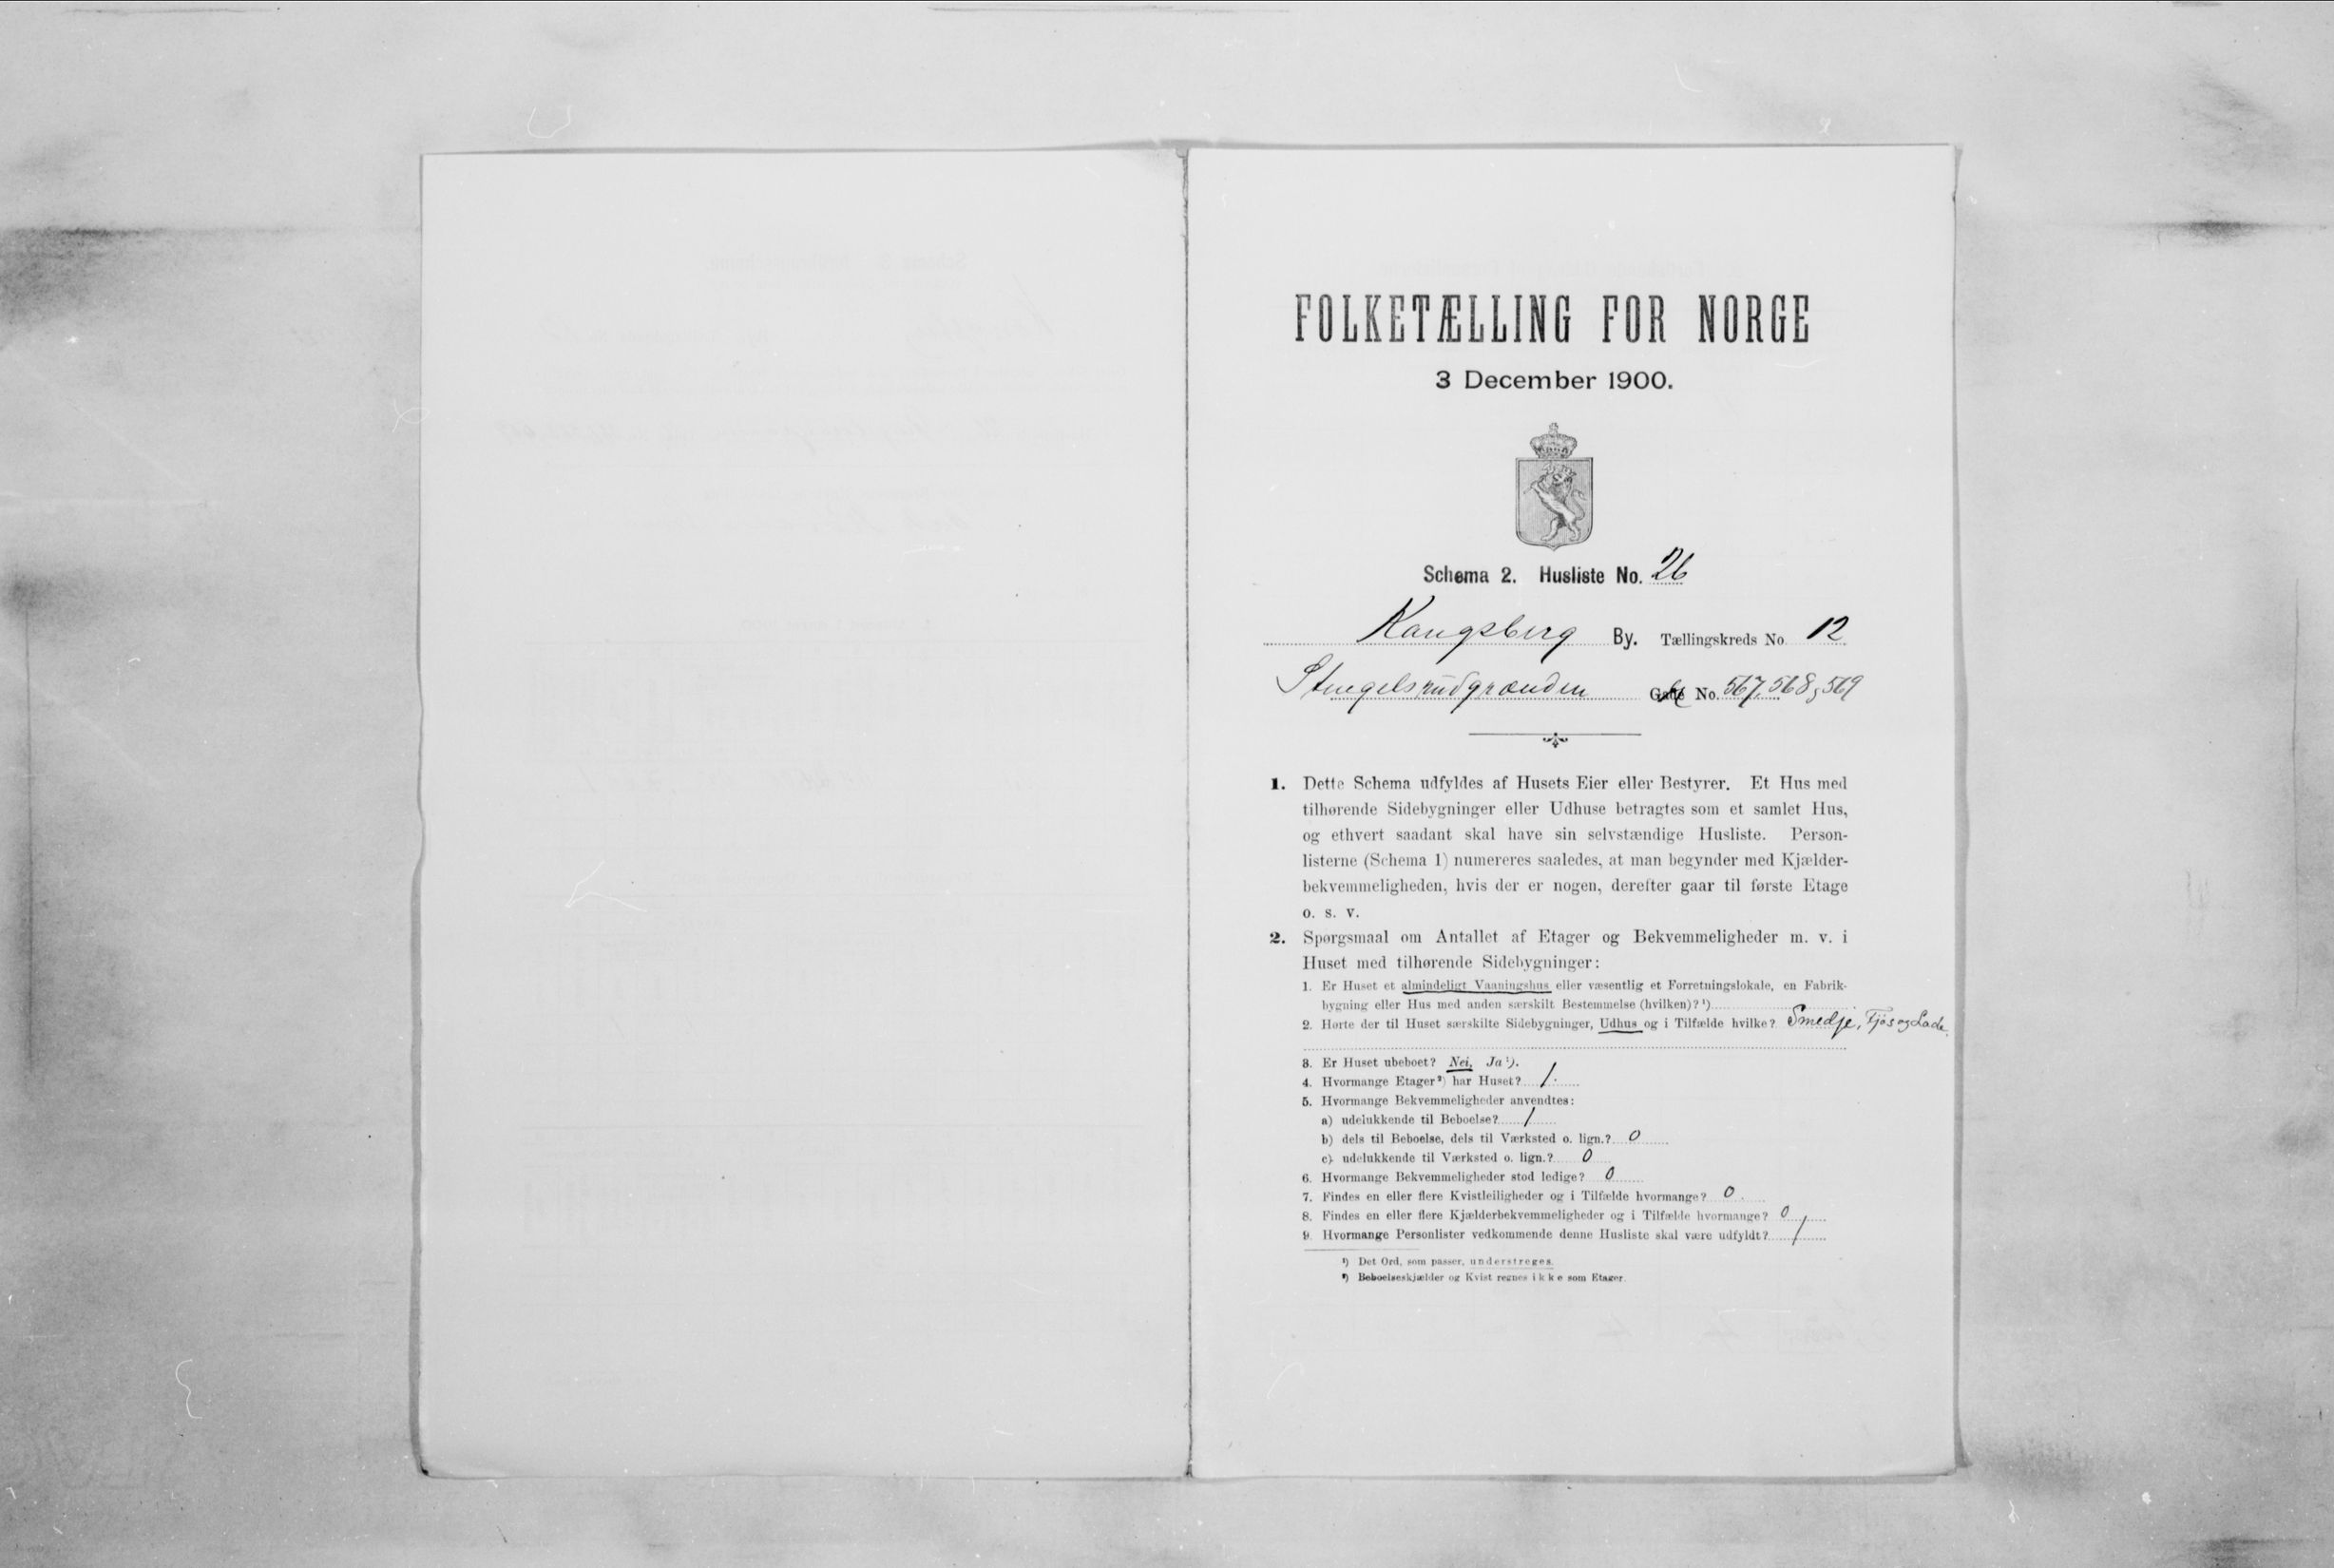 FOLKETÆLLING FOR NORGE
3 December 1900.
Schema 2. Husliste No. 26
Kongsberg By. Tællingskreds No. 12
Stengelsrudgrænden Gade No. 567, 568, 569
1. Dette Schema udfyldes af Husets Eier eller Bestyrer. Et Hus med
tilhørende Sidebygninger eller Udhuse betragtes som et samlet Hus,
og ethvert saadant skal have sin selvstændige Husliste. Person-
listerne (Schema 1) numereres saaledes, at man begynder med Kjælder-
bekvemmeligheden, hvis der er nogen, derefter gaar til første Etage
o. s. v.
2. Spørgsmaal om Antallet af Etager og Bekvemmeligheder m. v. i
Huset med tilhørende Sidebygninger:
1. Er Huset et almindeligt Vaaningshus eller væsentlig et Forretningslokale, en Fabrik-
bygning eller Hus med anden særskilt Bestemmelse (hvilken)? ¹)
2. Hørte der til Huset særskilte Sidebygninger, Udhus og i Tilfælde hvilke? Smedje, Fjøs og Lade.
3. Er Huset ubeboet? Nei, Ja ¹).
4. Hvormange Etager ²) har Huset? 1.
5. Hvormange Bekvemmeligheder anvendtes:
a) udelukkende til Beboelse? 1
b) dels til Beboelse, dels til Værksted o. lign.? 0
c) udelukkende til Værksted o. lign.? 0
6. Hvormange Bekvemmeligheder stod ledige? 0
7. Findes en eller flere Kvistleiligheder og i Tilfælde hvormange? 0
8. Findes en eller flere Kjælderbekvemmeligheder og i Tilfælde hvormange? 0
9. Hvormange Personlister vedkommende denne Husliste skal være udfyldt? 1
¹) Det Ord, som passer, understreges.
²) Beboelseskjælder og Kvist regnes ikke som Etager.